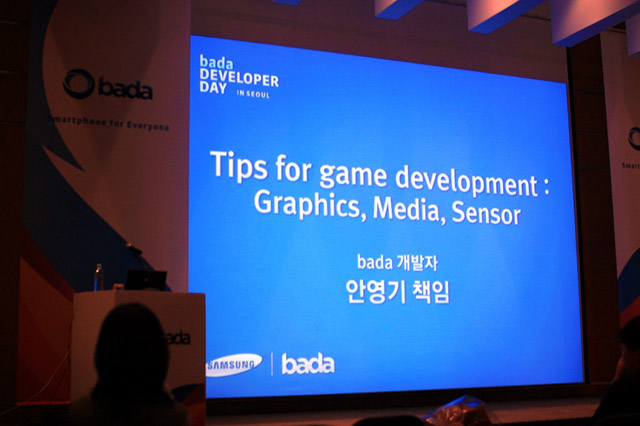 bada
Smartphone for Everyone
bada
DEVELOPER
DAY IN SEOUL
Tips for game development :
Graphics, Media, Sensor
bada 개발자
안영기 책임
SAMSUNG bada
bada